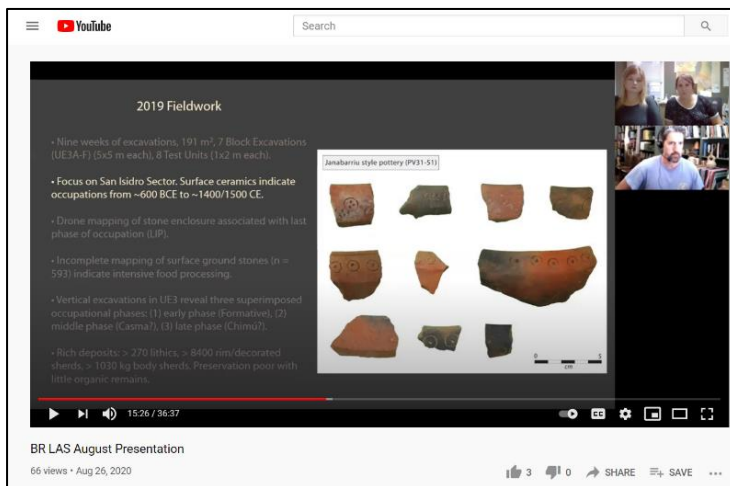 YouTube
Search
2019 Fieldwork
• Nine weeks of excavations, 191 m², 7 Block Excavations
(UE3A-F) (5x5 m each), 8 Test Units (1x2 m each).
• Focus on San Isidro Sector. Surface ceramics indicate
occupations from ~600 BCE to ~1400/1500 CE.
• Drone mapping of stone enclosure associated with last
phase of occupation (LIP).
• Incomplete mapping of surface ground stones (n =
593) indicate intensive food processing.
• Vertical excavations in UE3 reveal three superimposed
occupational phases: (1) early phase (Formative), (2)
middle phase (Casma?), (3) late phase (Chimú?).
• Rich deposits: > 270 lithics, > 8400 rim/decorated
sherds, > 1030 kg body sherds. Preservation poor with
little organic remains.
Janabarriu style pottery (PV31-S1)
0 5
cm
15:26 / 36:37
CC
BR LAS August Presentation
66 views • Aug 26, 2020
3 0 SHARE SAVE